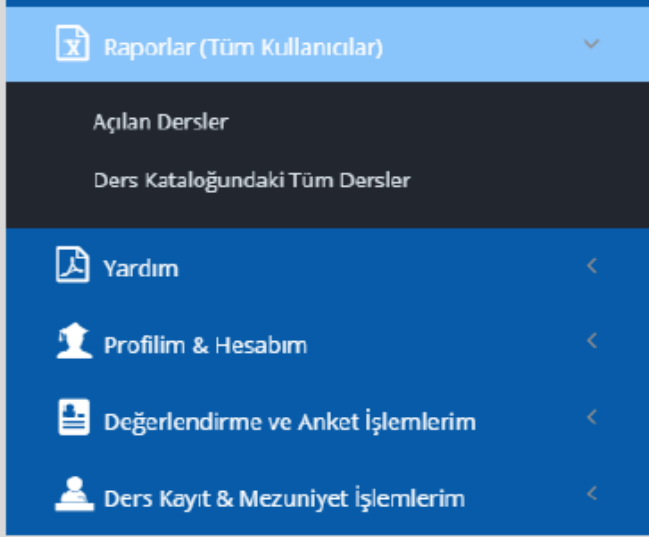 Raporlar (Tüm Kullanıcılar)
Açılan Dersler
Ders Kataloğundaki Tüm Dersler
Yardım
Profilim & Hesabım
Değerlendirme ve Anket İşlemlerim
Ders Kayıt & Mezuniyet İşlemlerim